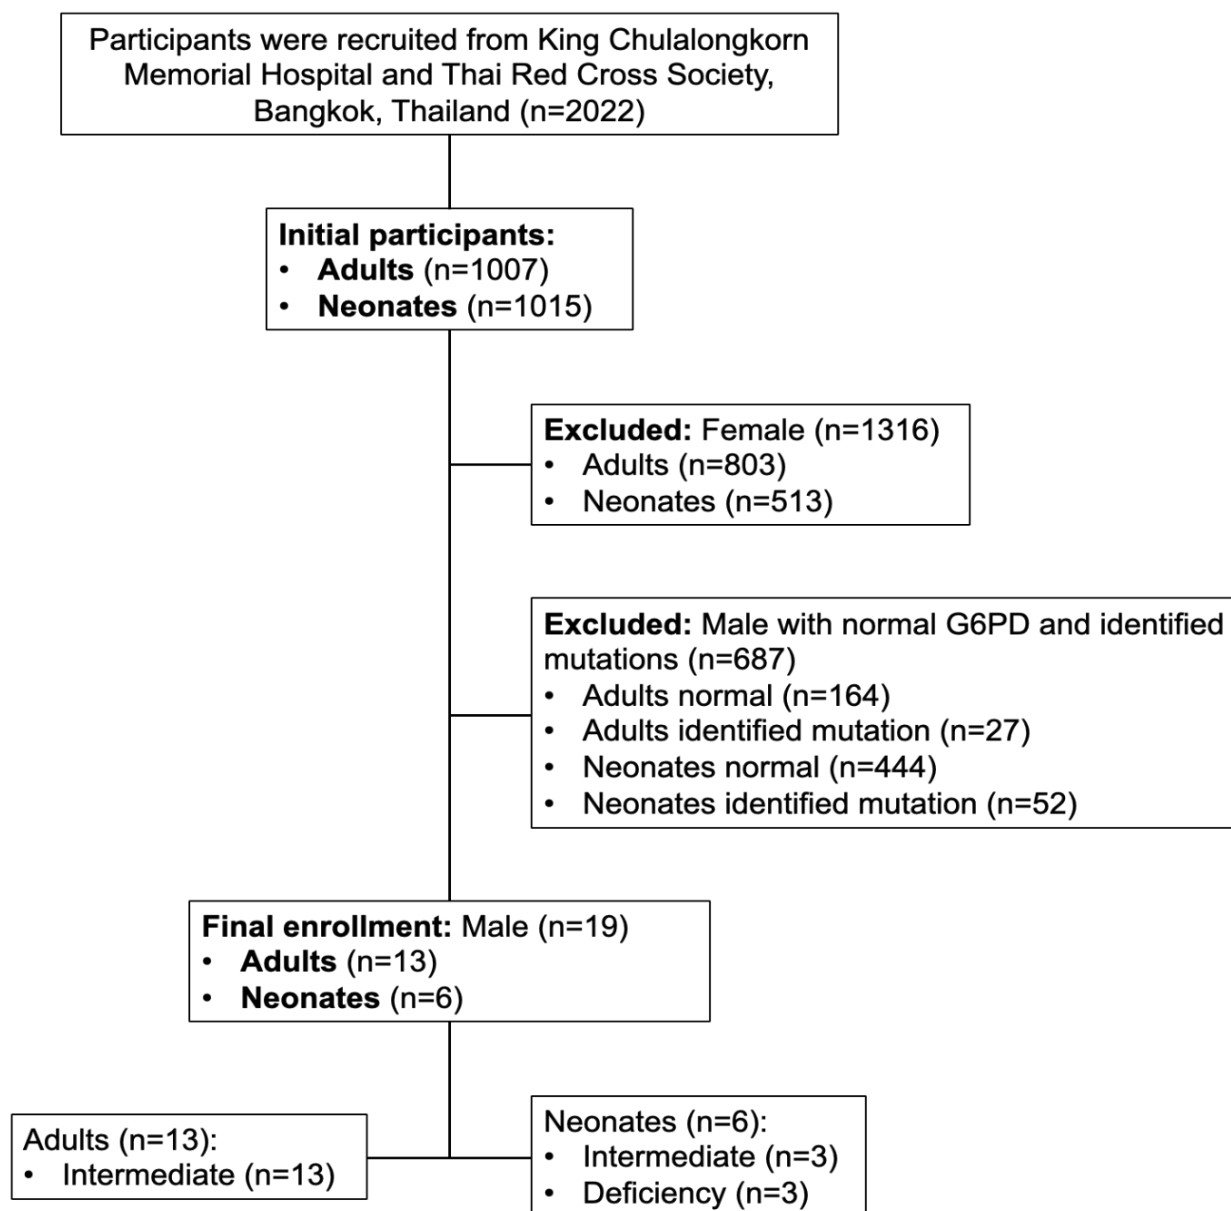 Participants were recruited from King Chulalongkorn
Memorial Hospital and Thai Red Cross Society,
Bangkok, Thailand (n=2022)
Initial participants:
• Adults (n=1007)
• Neonates (n=1015)
Excluded: Female (n=1316)
• Adults (n=803)
• Neonates (n=513)
Excluded: Male with normal G6PD and identified
mutations (n=687)
• Adults normal (n=164)
• Adults identified mutation (n=27)
• Neonates normal (n=444)
• Neonates identified mutation (n=52)
Final enrollment: Male (n=19)
• Adults (n=13)
• Neonates (n=6)
Adults (n=13):
• Intermediate (n=13)
Neonates (n=6):
• Intermediate (n=3)
• Deficiency (n=3)